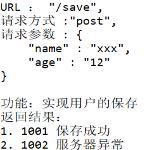 URL : "/save",
请求方式 :"post",
请求参数 : {
    "name" : "xxx",
    "age" : "12"
}
功能: 实现用户的保存
返回结果:
1. 1001 保存成功
2. 1002 服务器异常